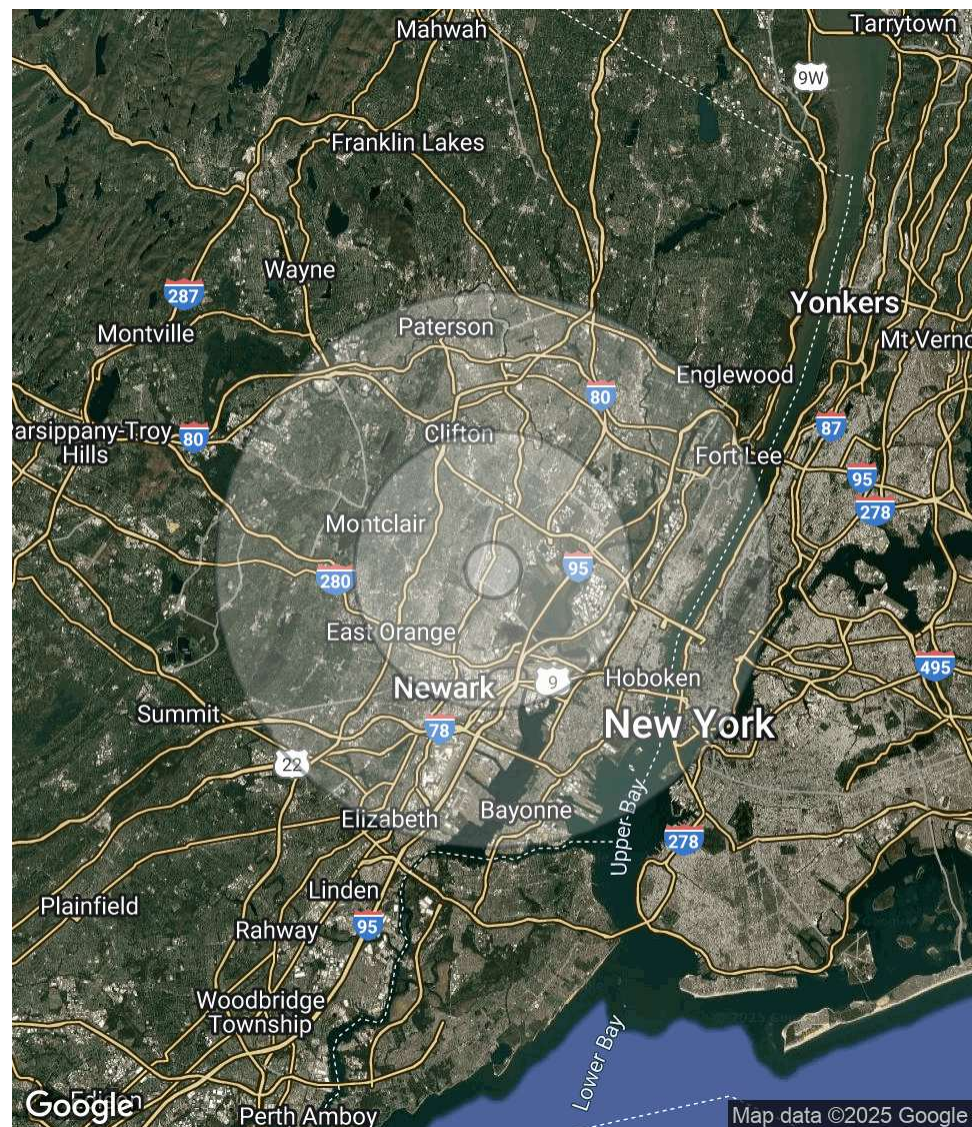 Mahwah
Tarrytown
9W
Franklin Lakes
Wayne
287
Yonkers
Montville
Paterson
Mt Verno
Englewood
80
87
arsippany-Troy
Hills
80
Clifton
Fort Lee
95
278
Montclair
280
95
East Orange
495
Hoboken
9
Newark
Summit
78
New York
22
Upper Bay
Elizabeth
Bayonne
278
Linden
Plainfield
95
Rahway
Woodbridge
Township
Lower Bay
Edison
Google
Perth Amboy
Map data ©2025 Google